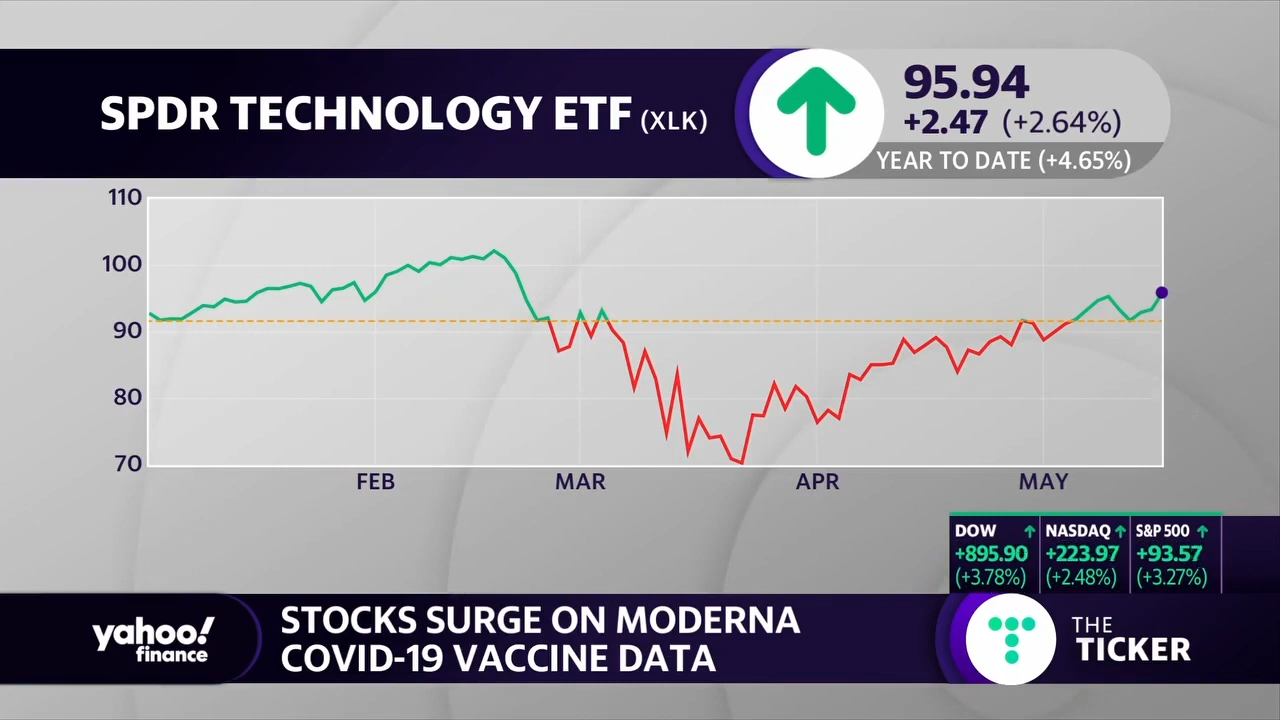 SPDR TECHNOLOGY ETF (XLK)
95.94
+2.47 (+2.64%)
YEAR TO DATE (+4.65%)
110
100
90
80
70
FEB MAR APR MAY
DOW NASDAQ S&P 500
+895.90 +223.97 +93.57
(+3.78%) (+2.48%) (+3.27%)
yahoo!
finance
STOCKS SURGE ON MODERNA
COVID-19 VACCINE DATA
THE
TICKER